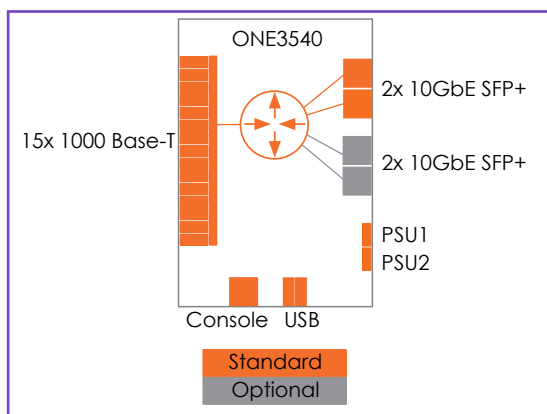 ONE3540
15x 1000 Base-T
2x 10GbE SFP+
2x 10GbE SFP+
PSU1
PSU2
Console
USB
Standard
Optional